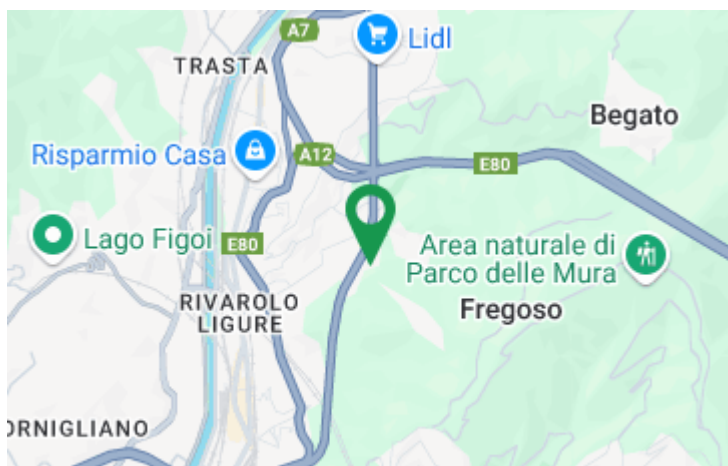 A7
Lidl
TRASTA
Begato
Risparmio Casa
A12
E80
Lago Figoi
E80
Area naturale di
Parco delle Mura
RIVAROLO
LIGURE
Fregoso
ORNIGLIANO